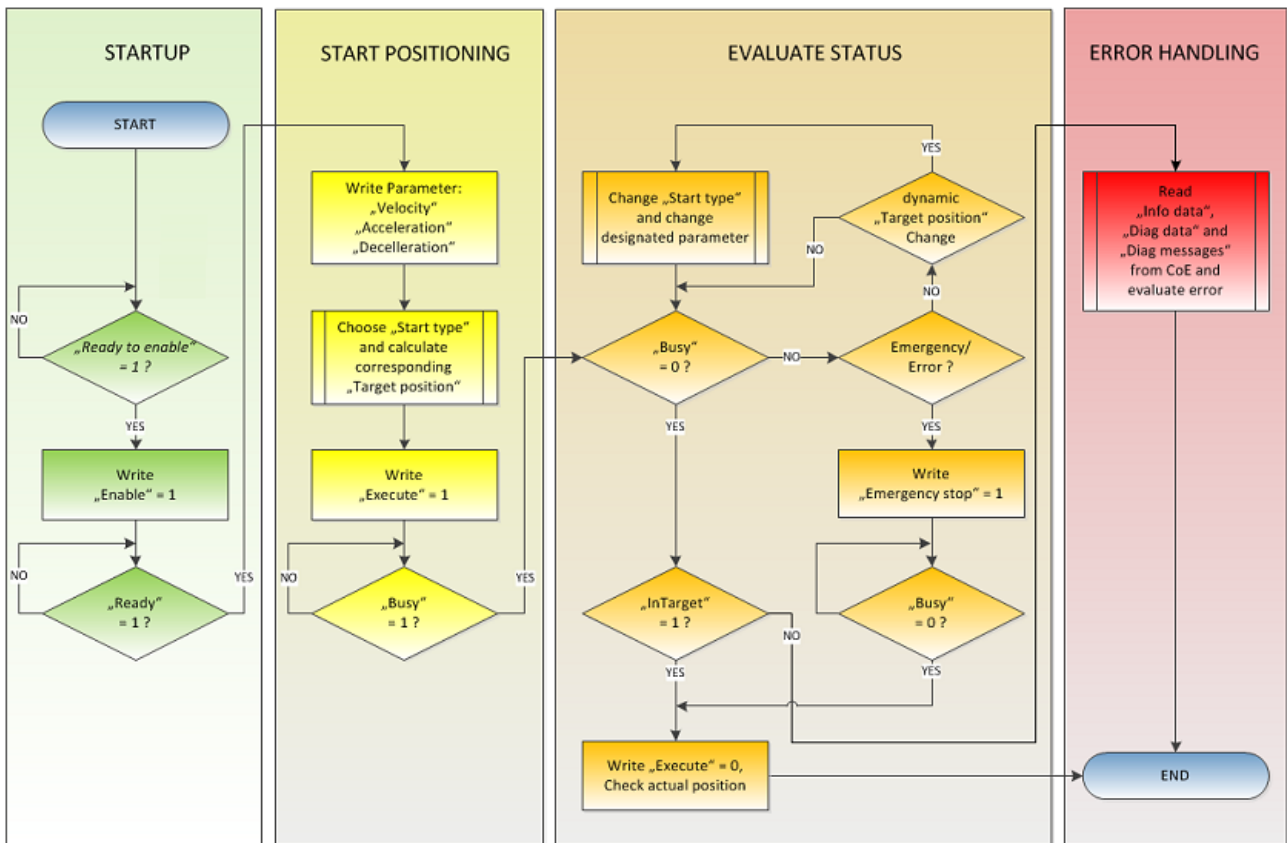 STARTUP
START
NO
„Ready to enable“
= 1 ?
YES
Write
„Enable“ = 1
NO
„Ready“
= 1 ?
YES
START POSITIONING
Write Parameter:
„Velocity“
„Acceleration“
„Decelleration“
Choose „Start type“
and calculate
corresponding
„Target position“
Write
„Execute“ = 1
NO
„Busy“
= 1 ?
YES
EVALUATE STATUS
YES
Change „Start type“
and change
designated parameter
dynamic
„Target position“
Change
NO
NO
„Busy“
= 0 ?
NO
Emergency/
Error ?
YES
YES
Write
„Emergency stop“ = 1
„InTarget“
= 1 ?
NO
„Busy“
= 0 ?
YES
YES
Write „Execute“ = 0,
Check actual position
ERROR HANDLING
Read
„Info data“,
„Diag data“ and
„Diag messages“
from CoE and
evaluate error
END